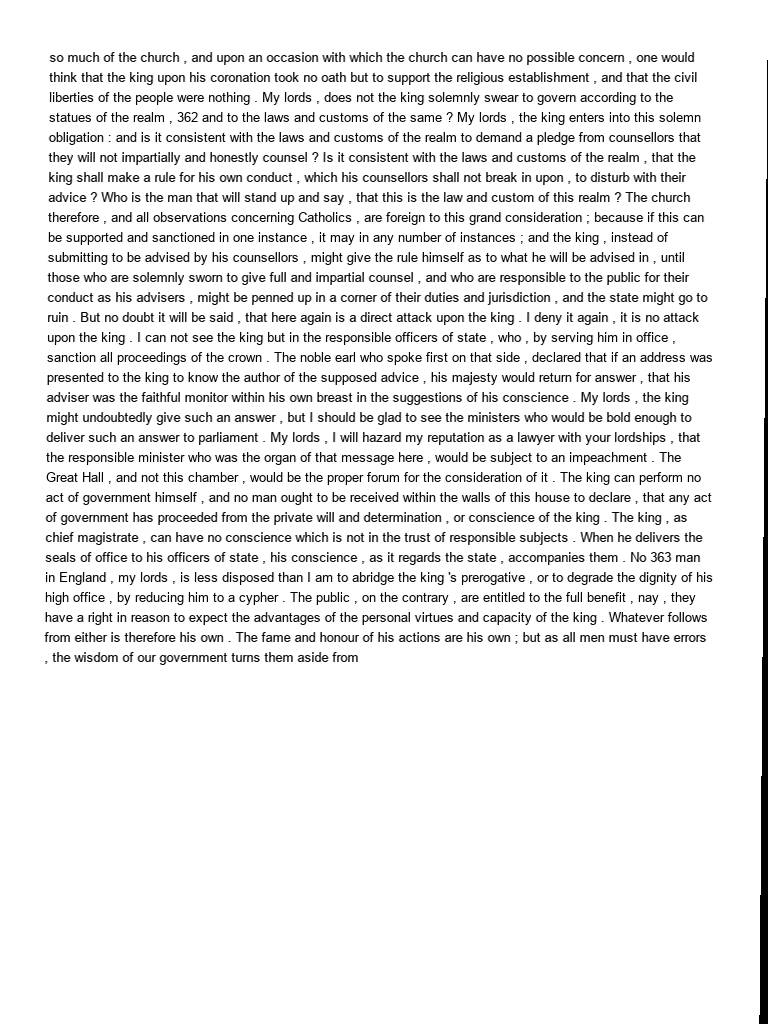 so much of the church , and upon an occasion with which the church can have no possible concern , one would
think that the king upon his coronation took no oath but to support the religious establishment , and that the civil
liberties of the people were nothing . My lords , does not the king solemnly swear to govern according to the
statues of the realm , 362 and to the laws and customs of the same ? My lords , the king enters into this solemn
obligation : and is it consistent with the laws and customs of the realm to demand a pledge from counsellors that
they will not impartially and honestly counsel ? Is it consistent with the laws and customs of the realm , that the
king shall make a rule for his own conduct , which his counsellors shall not break in upon , to disturb with their
advice ? Who is the man that will stand up and say , that this is the law and custom of this realm ? The church
therefore , and all observations concerning Catholics , are foreign to this grand consideration ; because if this can
be supported and sanctioned in one instance , it may in any number of instances ; and the king , instead of
submitting to be advised by his counsellors , might give the rule himself as to what he will be advised in , until
those who are solemnly sworn to give full and impartial counsel , and who are responsible to the public for their
conduct as his advisers , might be penned up in a corner of their duties and jurisdiction , and the state might go to
ruin . But no doubt it will be said , that here again is a direct attack upon the king . I deny it again , it is no attack
upon the king . I can not see the king but in the responsible officers of state , who , by serving him in office ,
sanction all proceedings of the crown . The noble earl who spoke first on that side , declared that if an address was
presented to the king to know the author of the supposed advice , his majesty would return for answer , that his
adviser was the faithful monitor within his own breast in the suggestions of his conscience . My lords , the king
might undoubtedly give such an answer , but I should be glad to see the ministers who would be bold enough to
deliver such an answer to parliament . My lords , I will hazard my reputation as a lawyer with your lordships , that
the responsible minister who was the organ of that message here , would be subject to an impeachment . The
Great Hall , and not this chamber , would be the proper forum for the consideration of it . The king can perform no
act of government himself , and no man ought to be received within the walls of this house to declare , that any act
of government has proceeded from the private will and determination , or conscience of the king . The king , as
chief magistrate , can have no conscience which is not in the trust of responsible subjects . When he delivers the
seals of office to his officers of state , his conscience , as it regards the state , accompanies them . No 363 man
in England , my lords , is less disposed than I am to abridge the king 's prerogative , or to degrade the dignity of his
high office , by reducing him to a cypher . The public , on the contrary , are entitled to the full benefit , nay , they
have a right in reason to expect the advantages of the personal virtues and capacity of the king . Whatever follows
from either is therefore his own . The fame and honour of his actions are his own ; but as all men must have errors
, the wisdom of our government turns them aside from